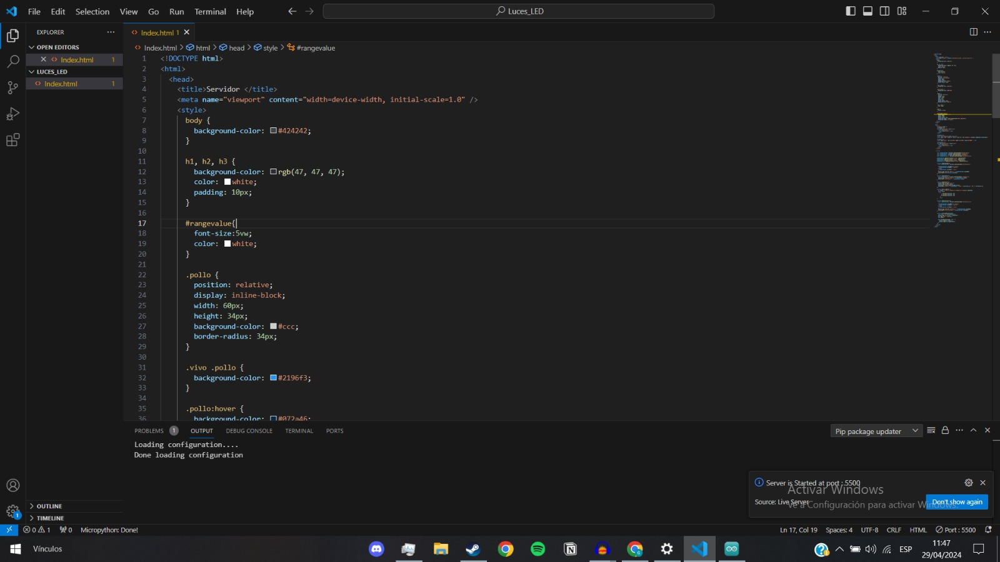 File Edit Selection View Go Run Terminal Help
Luces_LED
EXPLORER
OPEN EDITORS
Index.html 1
LUCES_LED
Index.html 1
OUTLINE
TIMELINE
Index.html 1
Index.html > html > head > style > #rangevalue
1 <!DOCTYPE html>
2 <html>
3 <head>
4 <title>Servidor </title>
5 <meta name="viewport" content="width=device-width, initial-scale=1.0" />
6 <style>
7 body {
8 background-color: #424242;
9 }
10
11 h1, h2, h3 {
12 background-color: rgb(47, 47, 47);
13 color: white;
14 padding: 10px;
15 }
16
17 #rangevalue{
18 font-size:5vw;
19 color: white;
20 }
21
22 .pollo {
23 position: relative;
24 display: inline-block;
25 width: 60px;
26 height: 34px;
27 background-color: #ccc;
28 border-radius: 34px;
29 }
30
31 .vivo .pollo {
32 background-color: #2196f3;
33 }
34
35 .pollo:hover {
36 background-color: #072a46;
PROBLEMS 1 OUTPUT DEBUG CONSOLE TERMINAL PORTS
Pip package updater
Loading configuration....
Done loading configuration
Server is Started at port : 5500
Source: Live Server
Don't show again
Activar Windows
Ve a Configuración para activar Windows.
0 1 0 Micropython: Done!
Ln 17, Col 19 Spaces: 4 UTF-8 CRLF HTML Port : 5500
1
Vínculos
ESP
11:47
29/04/2024